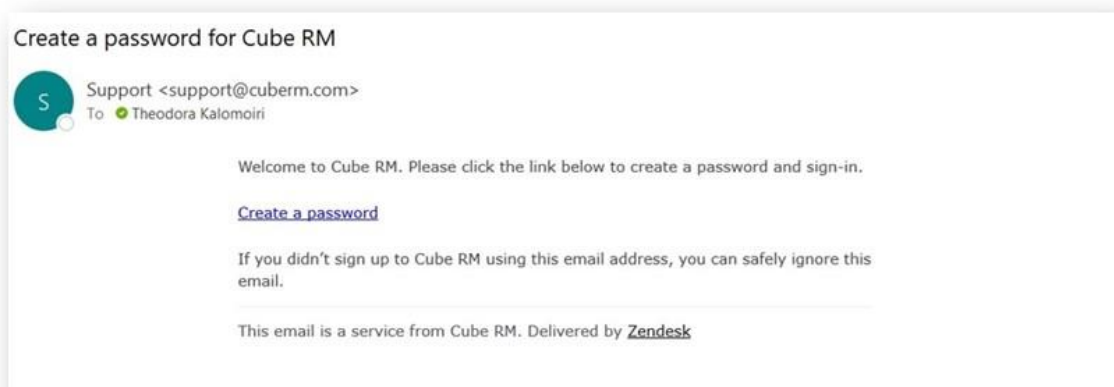 Create a password for Cube RM
S
Support <support@cuberm.com>
To Theodora Kalomoiri
Welcome to Cube RM. Please click the link below to create a password and sign-in.
Create a password
If you didn’t sign up to Cube RM using this email address, you can safely ignore this
email.
This email is a service from Cube RM. Delivered by Zendesk